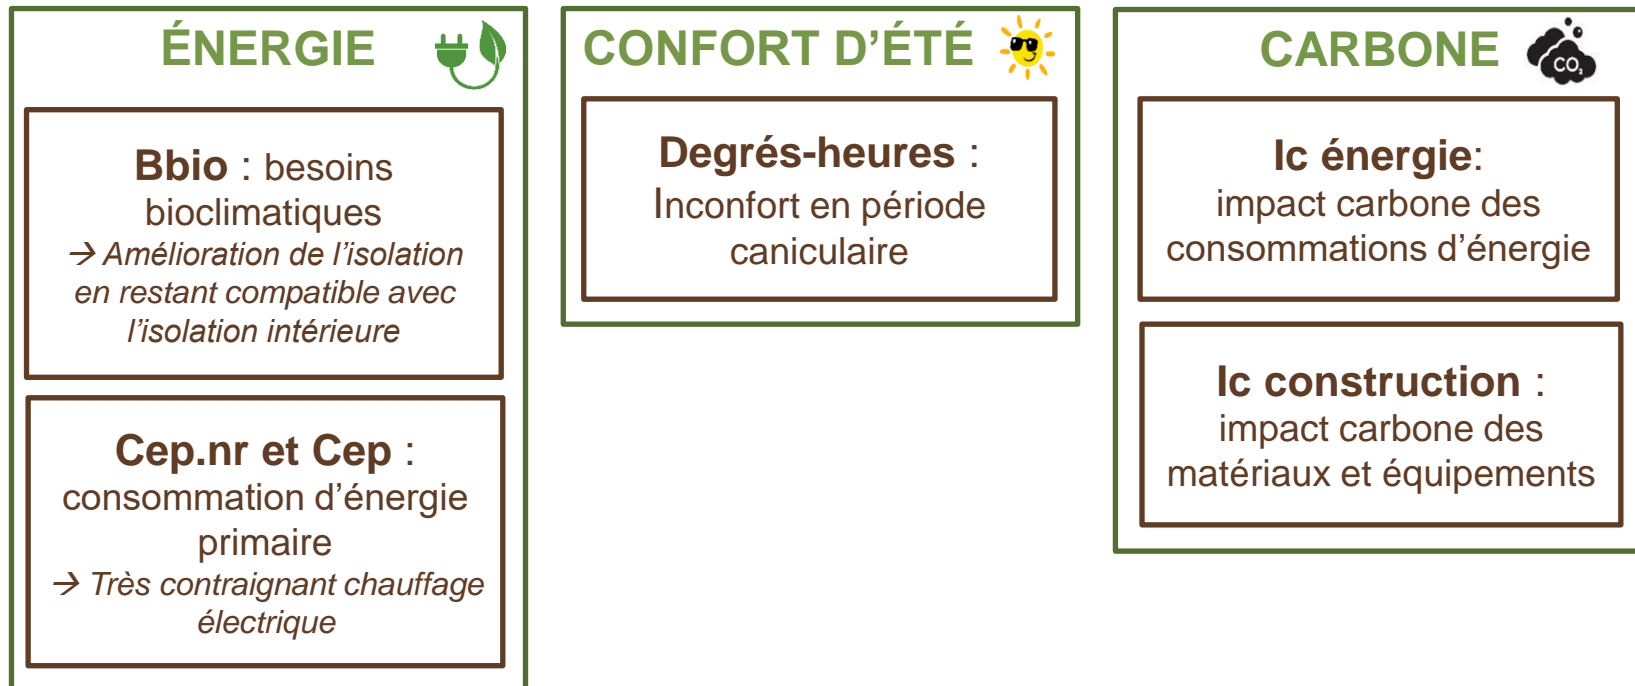 ÉNERGIE
Bbio : besoins
bioclimatiques
→ Amélioration de l’isolation
en restant compatible avec
l’isolation intérieure
Cep.nr et Cep :
consommation d’énergie
primaire
→ Très contraignant chauffage
électrique
CONFORT D’ÉTÉ
Degrés-heures :
Inconfort en période
caniculaire
CARBONE
CO₂
Ic énergie:
impact carbone des
consommations d’énergie
Ic construction :
impact carbone des
matériaux et équipements